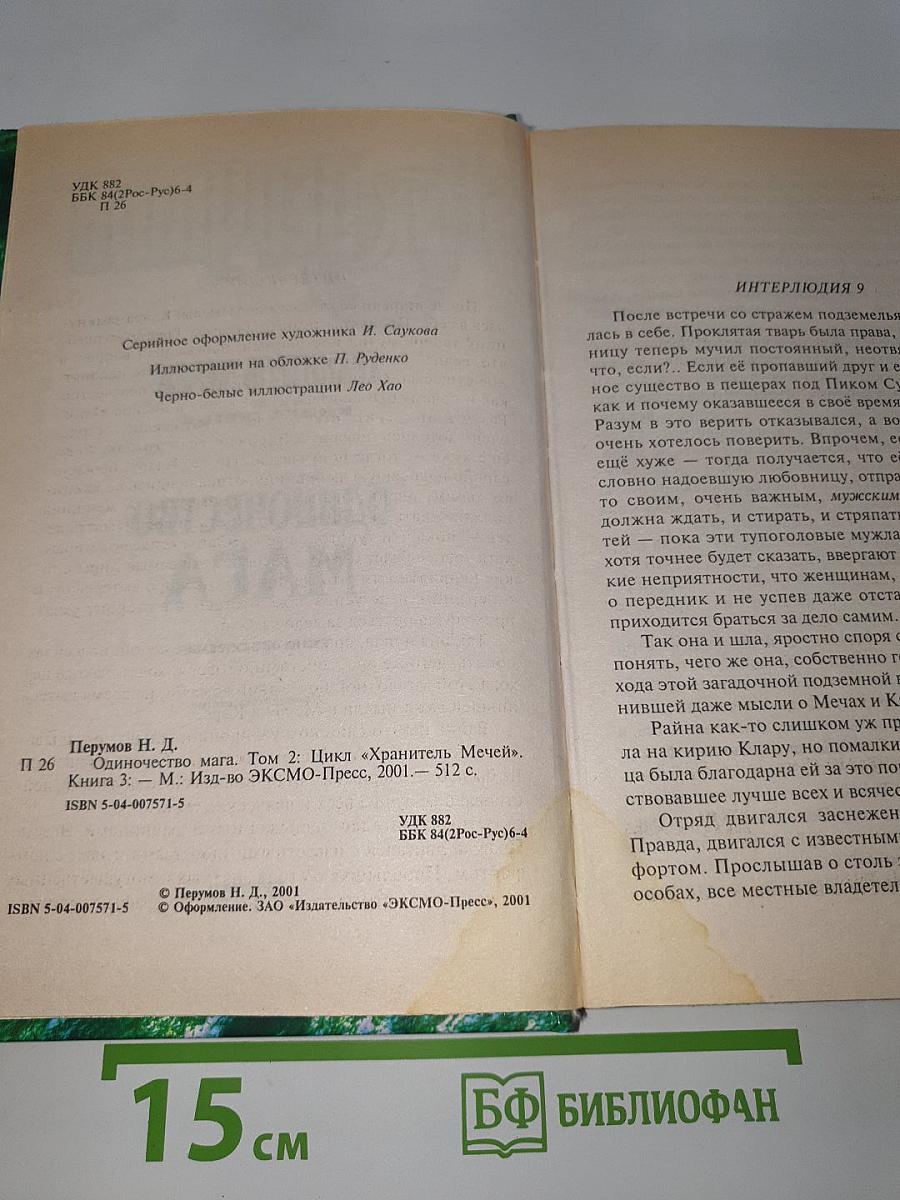 УДК 882
ББК 84(2Рос-Рус)6-4
П 26
Серийное оформление художника И. Саукова
Иллюстрации на обложке П. Руденко
Черно-белые иллюстрации Лео Хао
Перумов Н. Д.
П 26 Одиночество мага. Том 2: Цикл «Хранитель Мечей».
Книга 3: — М.: Изд-во ЭКСМО-Пресс, 2001.— 512 с.
ISBN 5-04-007571-5
УДК 882
ББК 84(2Рос-Рус)6-4
© Перумов Н. Д., 2001
ISBN 5-04-007571-5 © Оформление. ЗАО «Издательство «ЭКСМО-Пресс», 2001
ИНТЕРЛЮДИЯ 9
После встречи со стражем подземелья
лась в себе. Проклятая тварь была права,
ницу теперь мучил постоянный, неотвя
что, если?.. Если её пропавший друг и е
ное существо в пещерах под Пиком Су
как и почему оказавшееся в своё время
Разум в это верить отказывался, а во
очень хотелось поверить. Впрочем, ес
ещё хуже — тогда получается, что её
словно надоевшую любовницу, отпра
то своим, очень важным, мужским
должна ждать, и стирать, и стряпать
тей — пока эти тупоголовые мужла
хотя точнее будет сказать, ввергают
кие неприятности, что женщинам,
о передник и не успев даже отста
приходится браться за дело самим.
Так она и шла, яростно споря с
понять, чего же она, собственно го
хода этой загадочной подземной
нившей даже мысли о Мечах и К
Райна как-то слишком уж пр
ла на кирию Клару, но помалки
ца была благодарна ей за это по
ствовавшее лучше всех и всячес
Отряд двигался заснежен
Правда, двигался с известным
фортом. Прослышав о столь
особах, все местные владетел
15 см
БФ БИБЛИОФАН